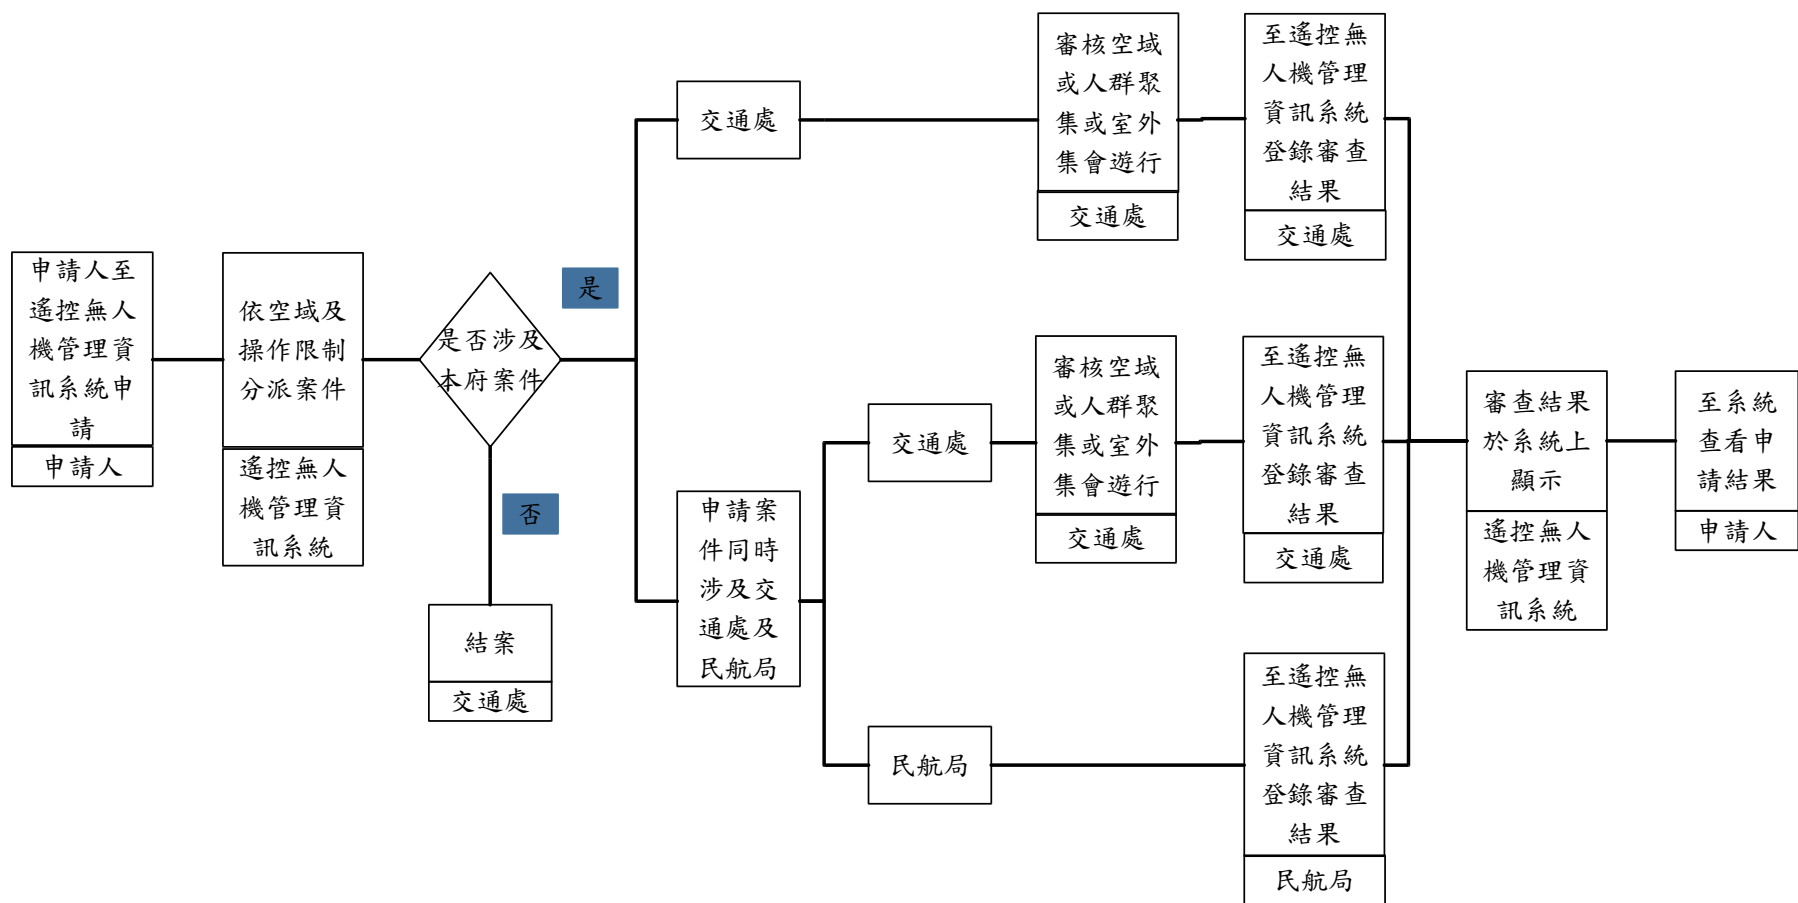 申請人至
遙控無人
機管理資
訊系統申
請
申請人
依空域及
操作限制
分派案件
遙控無人
機管理資
訊系統
是否涉及
本府案件
是
否
結案
交通處
交通處
審核空域
或人群聚
集或室外
集會遊行
交通處
至遙控無
人機管理
資訊系統
登錄審查
結果
交通處
申請案
件同時
涉及交
通處及
民航局
交通處
審核空域
或人群聚
集或室外
集會遊行
交通處
至遙控無
人機管理
資訊系統
登錄審查
結果
交通處
民航局
至遙控無
人機管理
資訊系統
登錄審查
結果
民航局
審查結果
於系統上
顯示
遙控無人
機管理資
訊系統
至系統
查看申
請結果
申請人